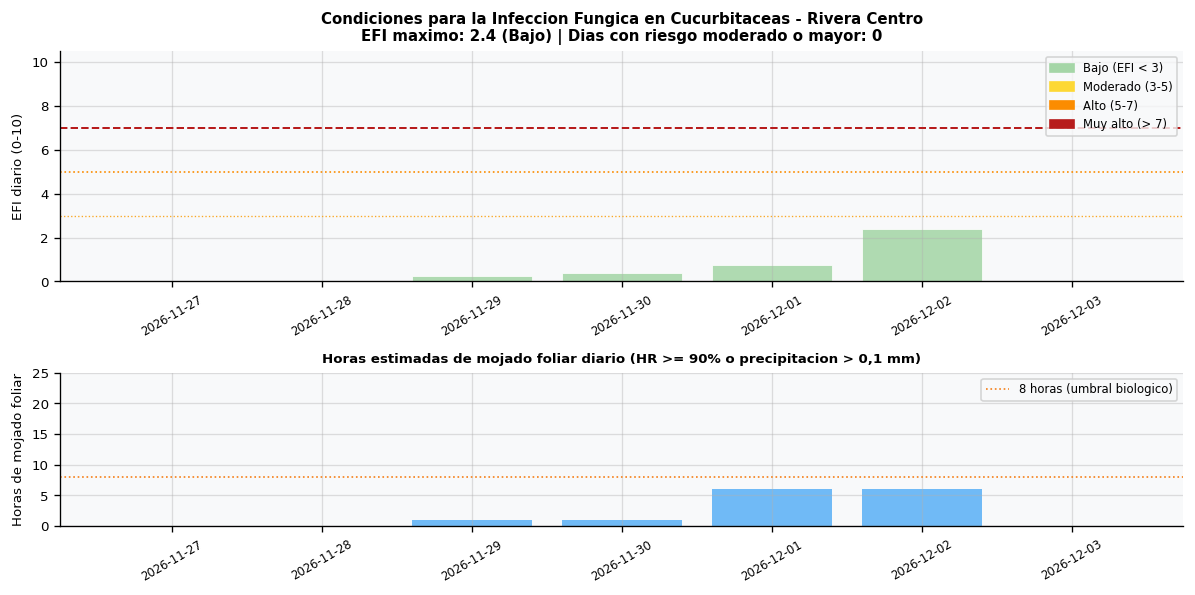 Condiciones para la Infeccion Fungica en Cucurbitaceas - Rivera Centro
EFI maximo: 2.4 (Bajo) | Dias con riesgo moderado o mayor: 0
EFI diario (0-10)
10
8
6
4
2
0
Bajo (EFI < 3)
Moderado (3-5)
Alto (5-7)
Muy alto (> 7)
2026-11-27
2026-11-28
2026-11-29
2026-11-30
2026-12-01
2026-12-02
2026-12-03
Horas estimadas de mojado foliar diario (HR >= 90% o precipitacion > 0,1 mm)
Horas de mojado foliar
25
20
15
10
5
0
8 horas (umbral biologico)
2026-11-27
2026-11-28
2026-11-29
2026-11-30
2026-12-01
2026-12-02
2026-12-03